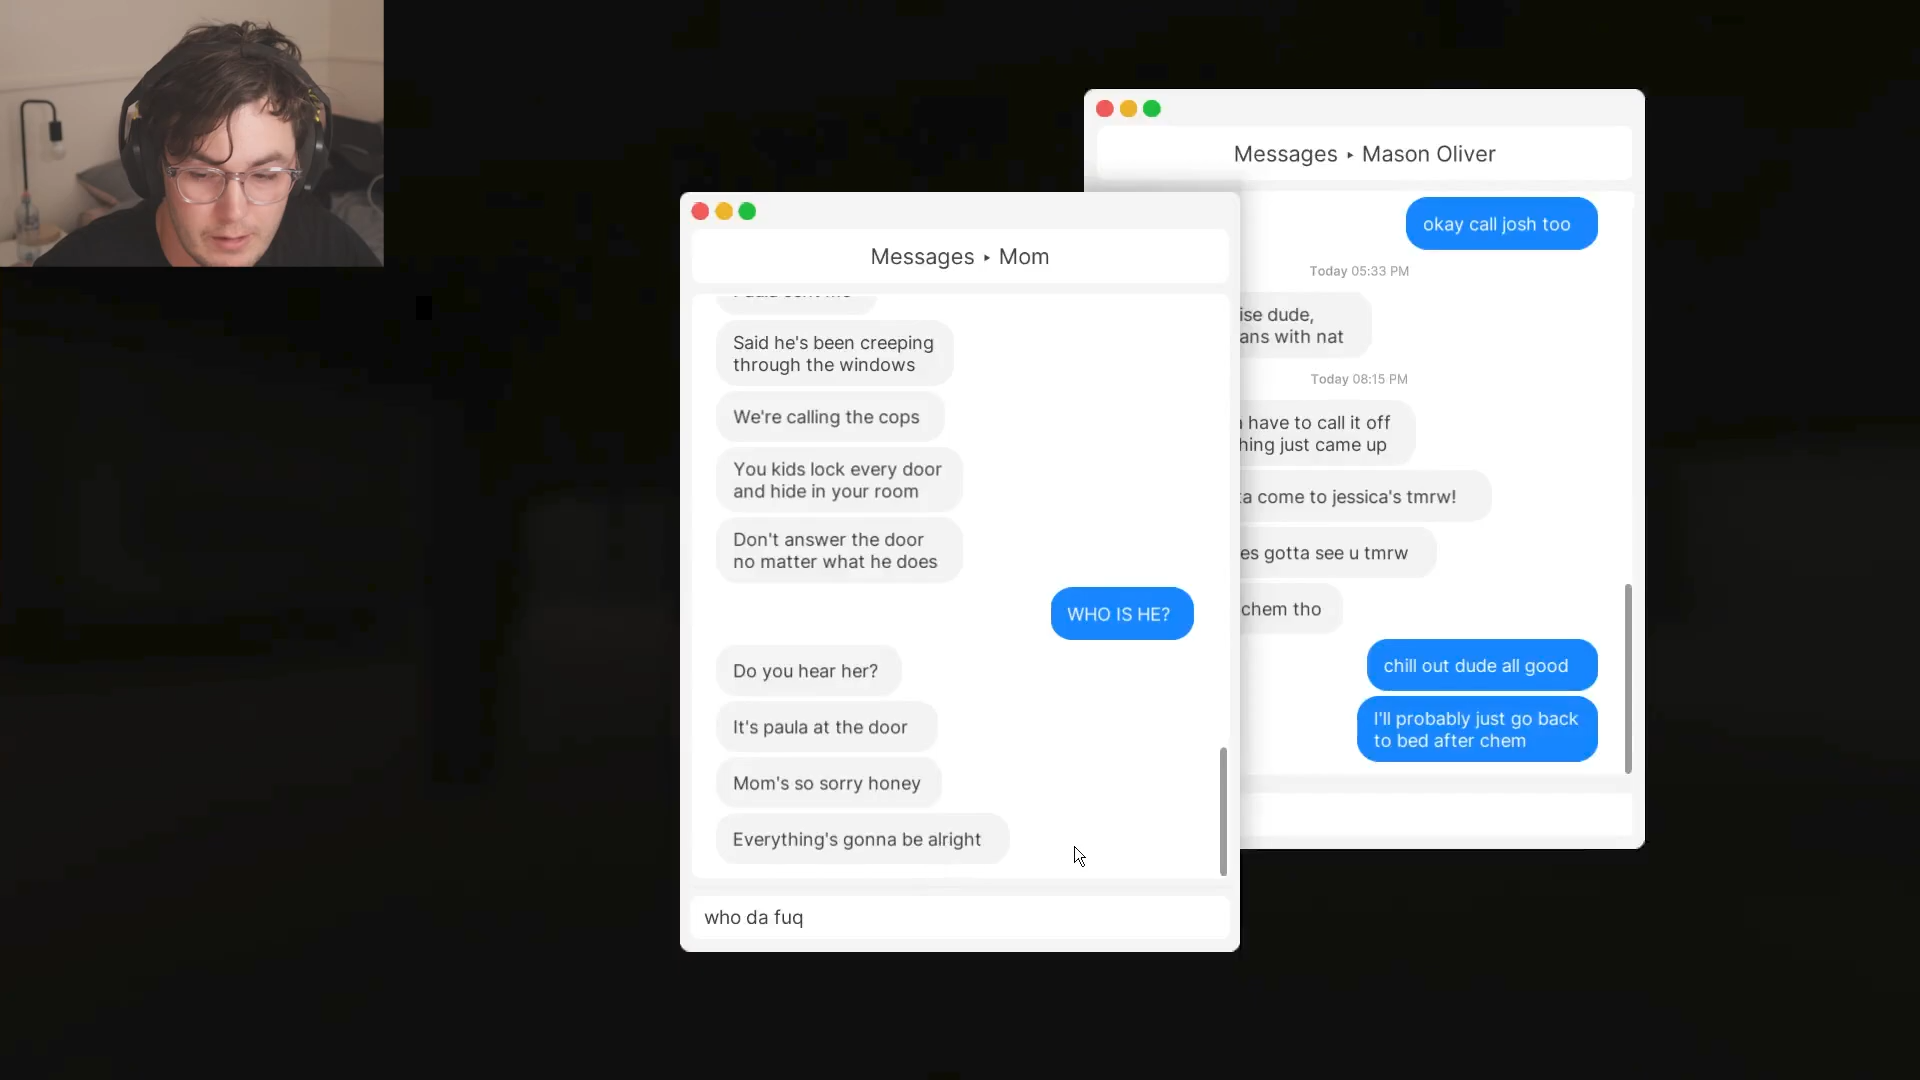 Messages ▸ Mason Oliver
okay call josh too
Today 05:33 PM
ise dude,
ans with nat
Today 08:15 PM
have to call it off
hing just came up
ta come to jessica's tmrw!
es gotta see u tmrw
chem tho
chill out dude all good
I'll probably just go back
to bed after chem
Messages ▸ Mom
Said he's been creeping
through the windows
We're calling the cops
You kids lock every door
and hide in your room
Don't answer the door
no matter what he does
WHO IS HE?
Do you hear her?
It's paula at the door
Mom's so sorry honey
Everything's gonna be alright
who da fuq